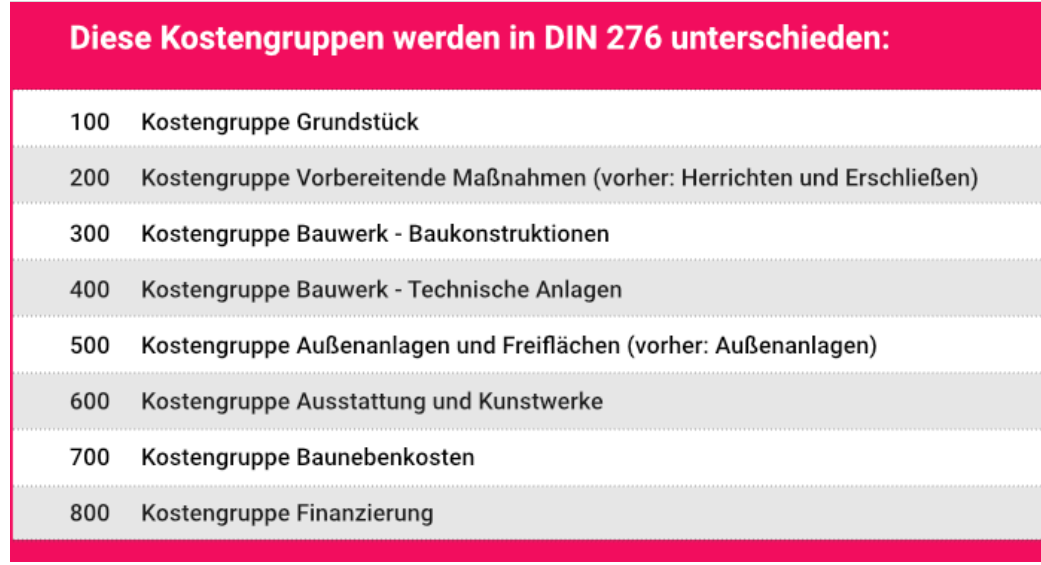 Diese Kostengruppen werden in DIN 276 unterschieden:
100 Kostengruppe Grundstück
200 Kostengruppe Vorbereitende Maßnahmen (vorher: Herrichten und Erschließen)
300 Kostengruppe Bauwerk - Baukonstruktionen
400 Kostengruppe Bauwerk - Technische Anlagen
500 Kostengruppe Außenanlagen und Freiflächen (vorher: Außenanlagen)
600 Kostengruppe Ausstattung und Kunstwerke
700 Kostengruppe Baunebenkosten
800 Kostengruppe Finanzierung